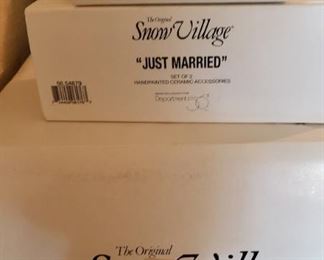 The Original
Snow Village®
"JUST MARRIED"
SET OF 2
HANDPAINTED CERAMIC ACCESSORIES
Department 56
The Original